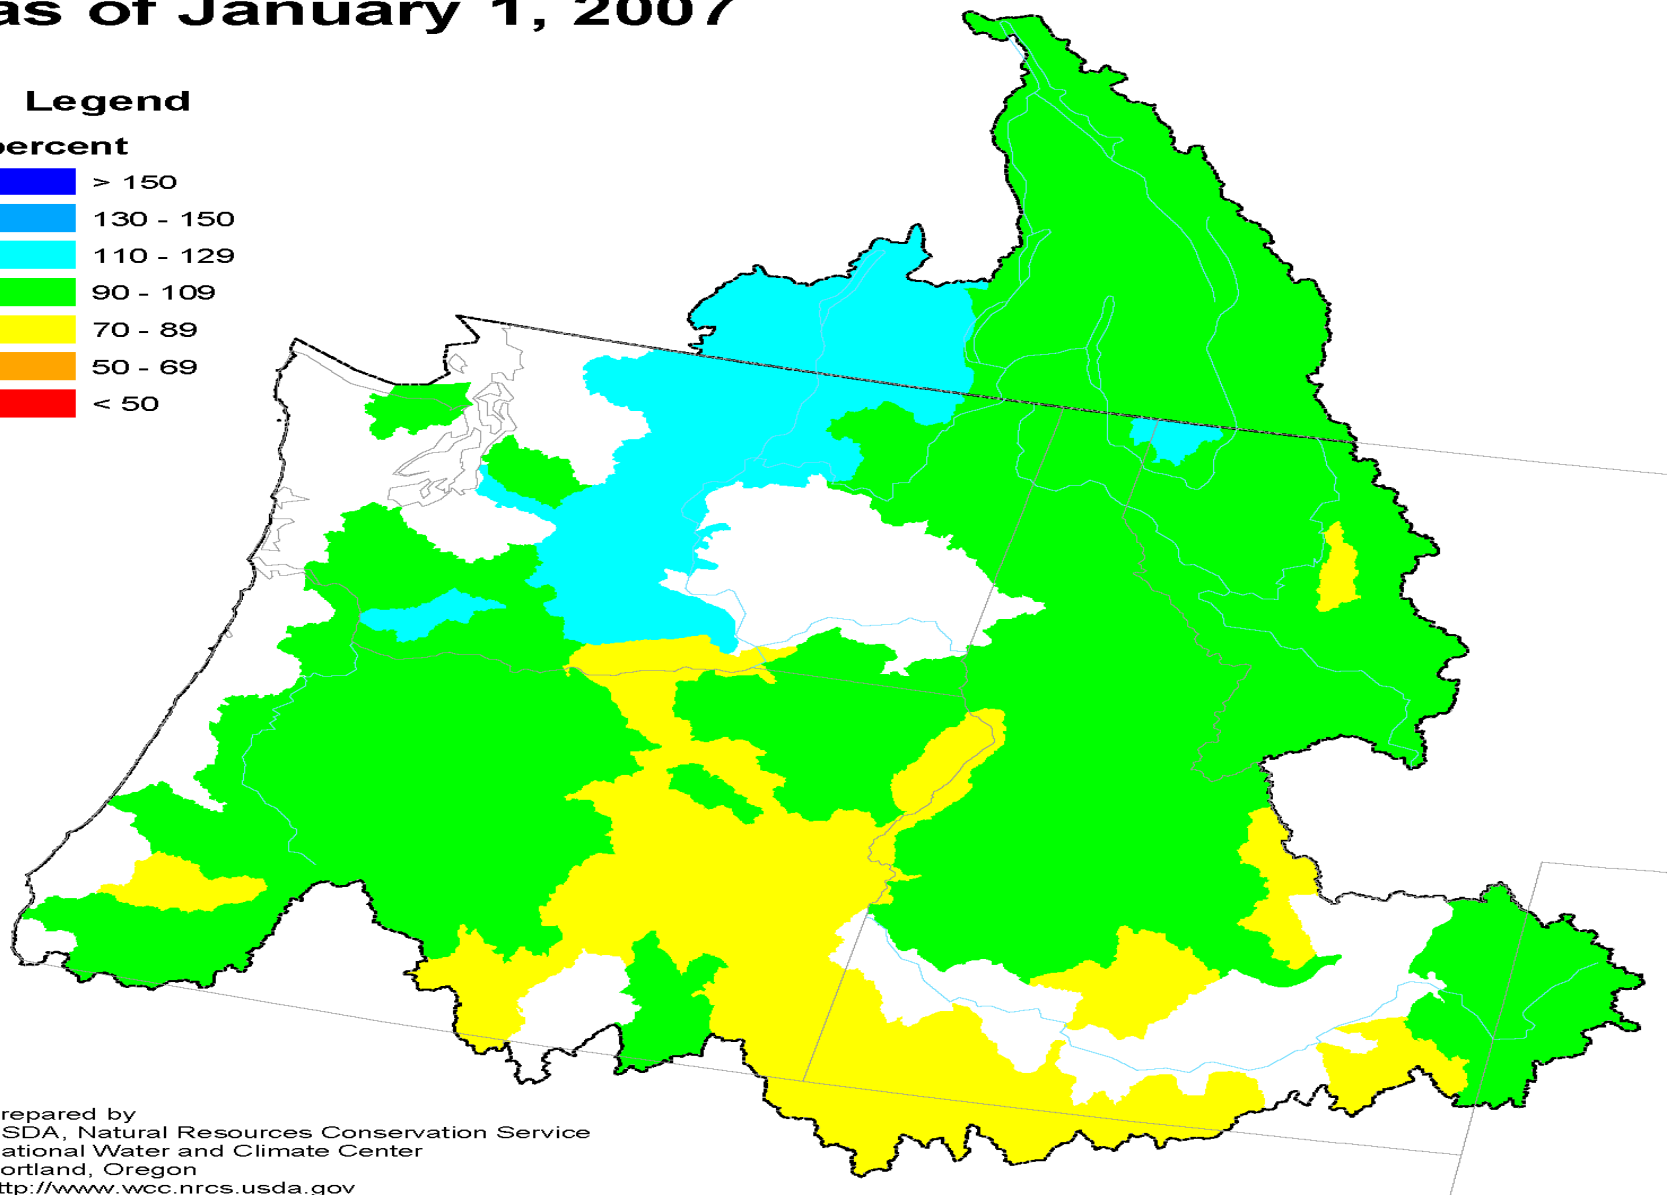 as of January 1, 2007
Legend
percent
> 150
130 - 150
110 - 129
90 - 109
70 - 89
50 - 69
< 50
repared by
SDA, Natural Resources Conservation Service
ational Water and Climate Center
ortland, Oregon
ttp://www.wcc.nrcs.usda.gov